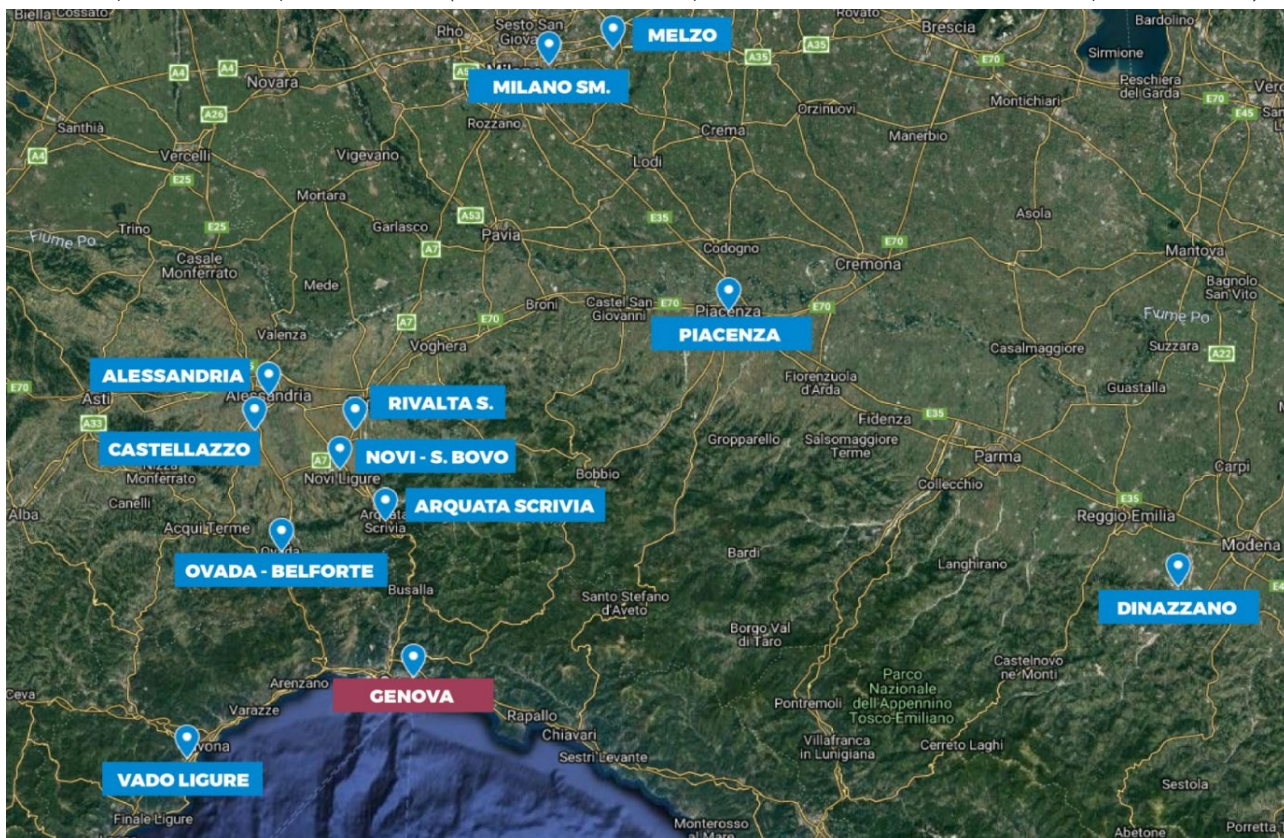 Biella
Cossato
Rho
Sesto San
Giova
MELZO
Rovato
Brescia
Bardolino
A4
A4
Novara
MILANO SM.
A35
A35
E70
Sirmione
Peschiera
del Garda
A26
Rozzano
Orzinuovi
Montichiari
E70
Santhià
Crema
Manerbio
E45
A4
Vercelli
Vigevano
Lodi
E25
Mortara
A53
E35
Asola
Trino
E25
Garlasco
Pavia
Fiume Po
A7
Codogno
E70
Mantova
Casale
Monferrato
Cremona
Mede
Bagnolo
San Vito
Broni
Castel San
Giovanni
E70
Piacenza
E70
Fiume Po
A7
E70
PIACENZA
Valenza
Voghera
Casalmaggiore
Suzzara
A22
ALESSANDRIA
Fiorenzuola
d'Arda
Guastalla
E70
Asti
Alessandria
RIVALTA S.
Fidenza
E35
A33
CASTELLAZZO
Gropparello
Salsomaggiore
Terme
NOVI - S. BOVO
Parma
A7
Nizza
Monferrato
Novi Ligure
Bobbio
Carpi
Collecchio
Canelli
ARQUATA SCRIVIA
E35
Alba
Acqui Terme
Arquata
Scrivia
Reggio Emilia
Ovada
Bardi
Modena
OVADA - BELFORTE
Langhirano
Busalla
Santo Stefano
d'Aveto
DINAZZANO
Borgo Val
di Taro
Castelnovo
ne' Monti
Arenzano
GENOVA
Parco
Nazionale
dell'Appennino
Tosco-Emiliano
Ceva
Varazze
Rapallo
Pontremoli
Chiavari
Villafranca
in Lunigiana
Cerreto Laghi
Sestri Levante
VADO LIGURE
Sestola
Finale Ligure
Monterosso
al Mare
Abetone
Porretta